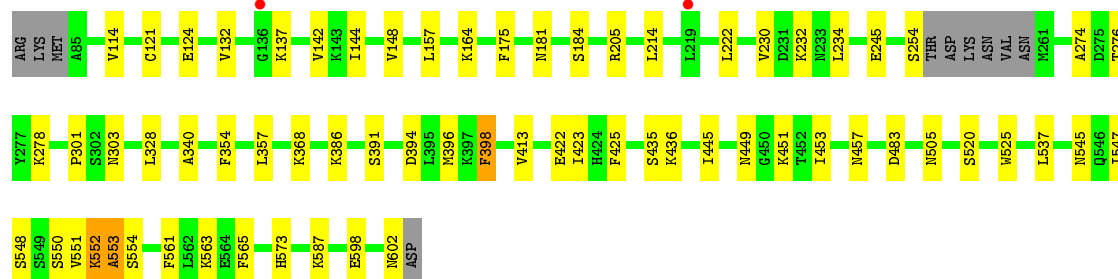 ARG LYS MET A85 V114 C121 E124 V132 G136 K137 V142 K143 I144 V148 L157 K164 F175 N181 S184 R205 L214 L219 L222 V230 D231 K232 N233 L234 E245 S254 THR ASP LYS ASN VAL ASN M261 A274 D275 T276
Y277 K278 P301 S302 N303 L328 A340 F354 L357 K368 K386 S391 D394 L395 M396 K397 F398 V413 E422 I423 H424 F425 S435 K436 I445 N449 G450 K451 T452 I453 N457 D483 N505 S520 W525 L537 N545 Q546 I547
S548 S549 S550 V551 K552 A553 S554 F561 L562 K563 E564 F565 H573 K587 E598 N602 ASP